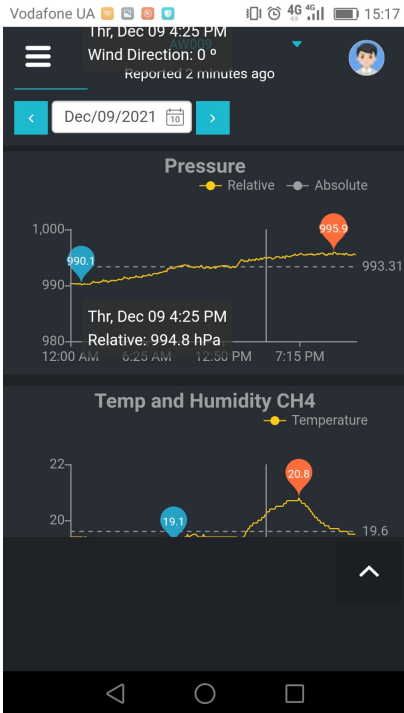 Vodafone UA 4G 4G 15:17
Thr, Dec 09 4:25 PM
AW009
Wind Direction: 0 º
Reported 2 minutes ago
Dec/09/2021 10
Pressure
Relative Absolute
1,000
995.9
990.1
993.31
990
Thr, Dec 09 4:25 PM
Relative: 994.8 hPa
980
12:00 AM 6:25 AM 12:50 PM 7:15 PM
Temp and Humidity CH4
Temperature
22
20.8
20
19.1
19.6